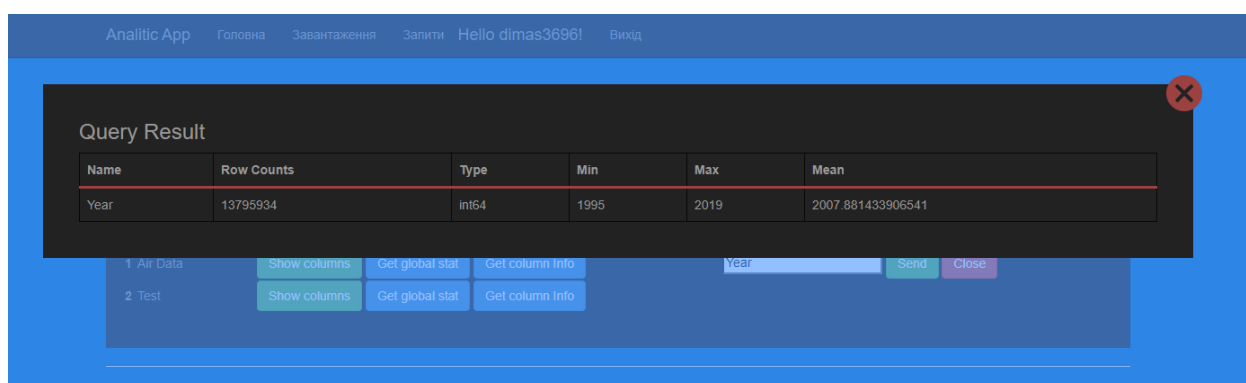 Analitic App Головна Завантаження Запити Hello dimas3696! Вихід
Query Result
Name Row Counts Type Min Max Mean
Year 13795934 int64 1995 2019 2007.881433906541
1 Air Data Show columns Get global stat Get column Info Year Send Close
2 Test Show columns Get global stat Get column Info